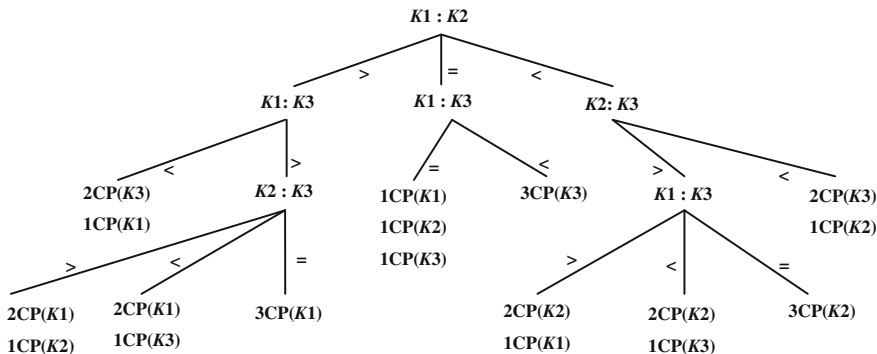 K1 : K2
> = <
K1: K3 K1 : K3 K2: K3
< > = < > <
2CP(K3) K2 : K3 1CP(K1) 3CP(K3) K1 : K3 2CP(K3)
1CP(K1) 1CP(K2) 1CP(K2)
1CP(K3)
> < = > < =
2CP(K1) 2CP(K1) 3CP(K1) 2CP(K2) 2CP(K2) 3CP(K2)
1CP(K2) 1CP(K3) 1CP(K1) 1CP(K3)